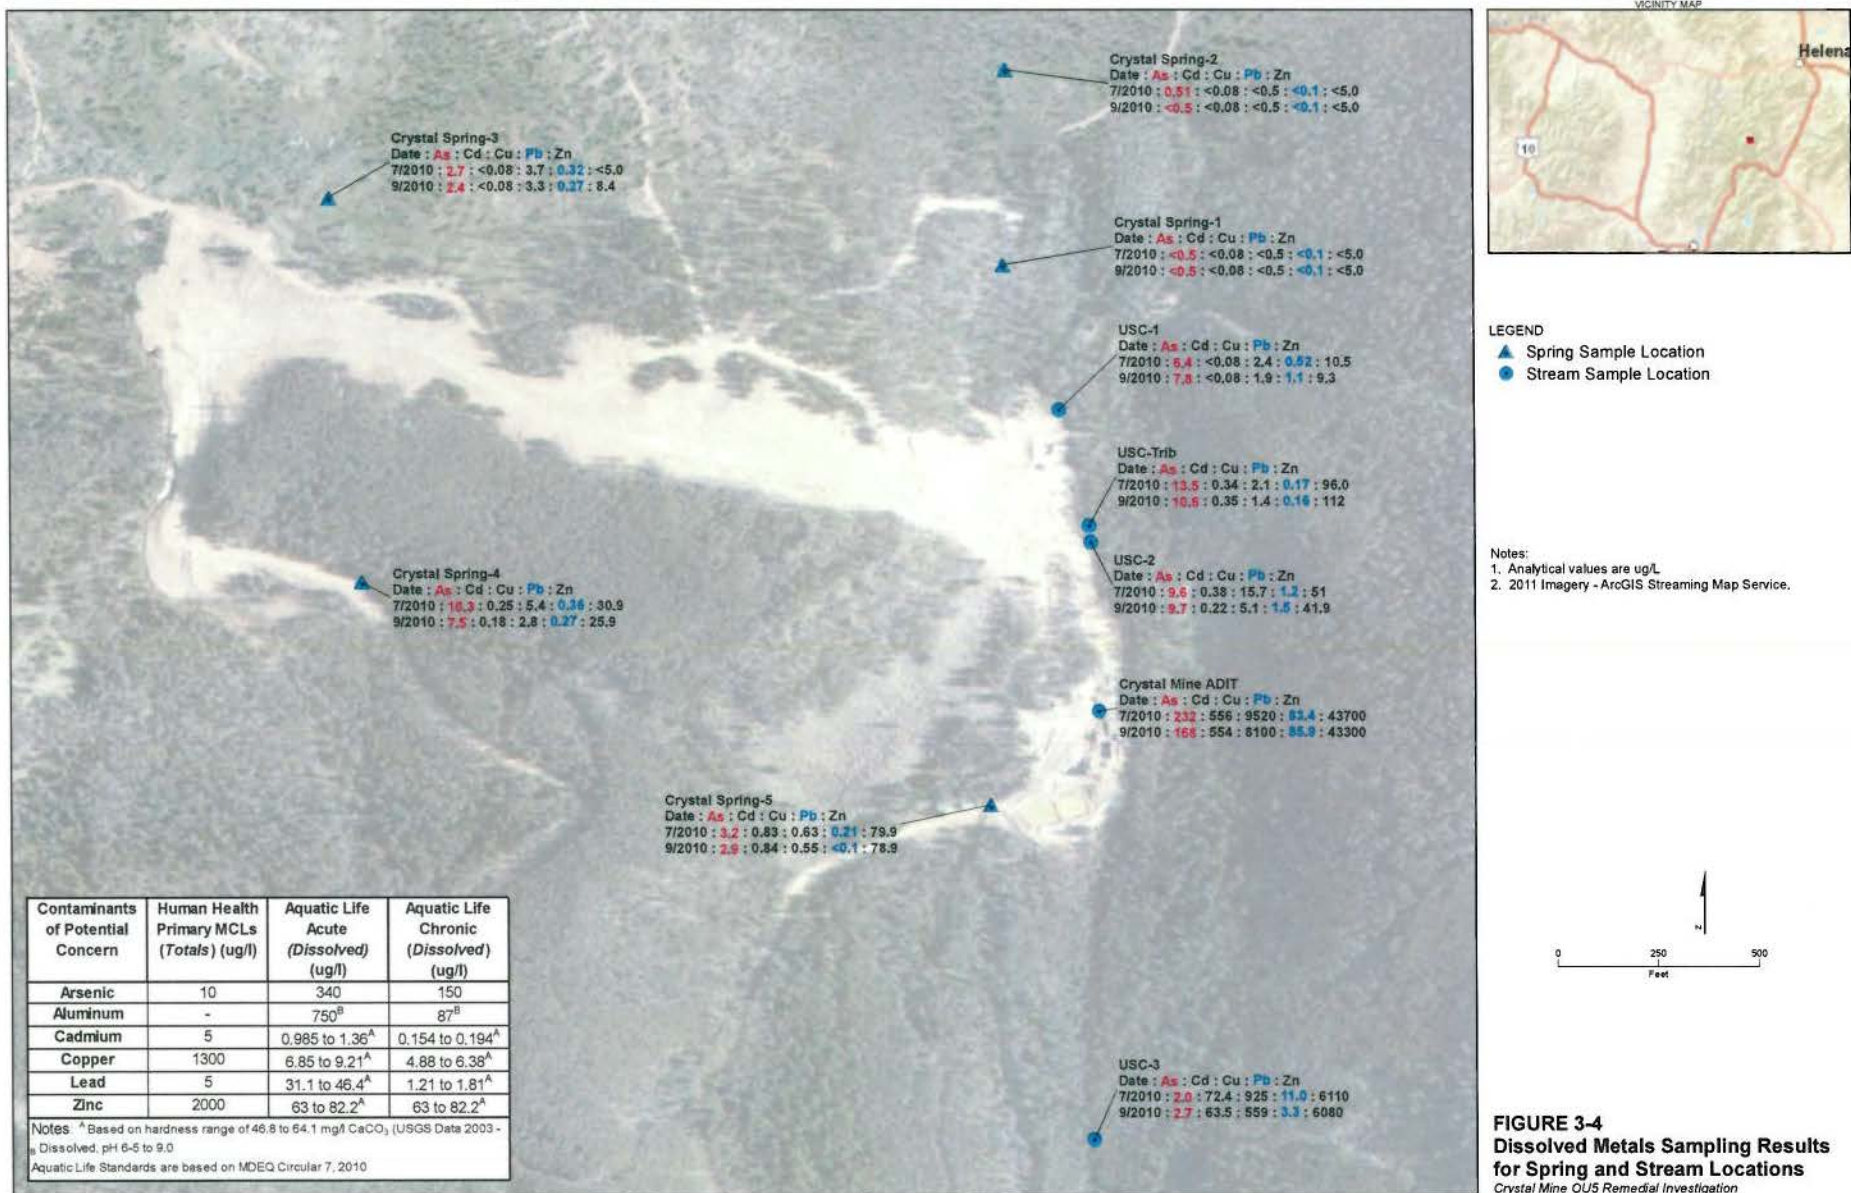 VICINITY MAP
Helena
10
Crystal Spring-2
Date : As : Cd : Cu : Pb : Zn
7/2010 : 0.51 : <0.08 : <0.5 : <0.1 : <5.0
9/2010 : <0.5 : <0.08 : <0.5 : <0.1 : <5.0
Crystal Spring-3
Date : As : Cd : Cu : Pb : Zn
7/2010 : 2.7 : <0.08 : 3.7 : 0.32 : <5.0
9/2010 : 2.4 : <0.08 : 3.3 : 0.27 : 8.4
Crystal Spring-1
Date : As : Cd : Cu : Pb : Zn
7/2010 : <0.5 : <0.08 : <0.5 : <0.1 : <5.0
9/2010 : <0.5 : <0.08 : <0.5 : <0.1 : <5.0
USC-1
Date : As : Cd : Cu : Pb : Zn
7/2010 : 6.4 : <0.08 : 2.4 : 0.52 : 10.5
9/2010 : 7.8 : <0.08 : 1.9 : 1.1 : 9.3
USC-Trib
Date : As : Cd : Cu : Pb : Zn
7/2010 : 13.5 : 0.34 : 2.1 : 0.17 : 96.0
9/2010 : 10.6 : 0.35 : 1.4 : 0.16 : 112
USC-2
Date : As : Cd : Cu : Pb : Zn
7/2010 : 9.6 : 0.38 : 15.7 : 1.2 : 51
9/2010 : 9.7 : 0.22 : 5.1 : 1.5 : 41.9
Crystal Spring-4
Date : As : Cd : Cu : Pb : Zn
7/2010 : 10.3 : 0.25 : 5.4 : 0.36 : 30.9
9/2010 : 7.5 : 0.18 : 2.8 : 0.27 : 25.9
Crystal Mine ADIT
Date : As : Cd : Cu : Pb : Zn
7/2010 : 232 : 556 : 9520 : 83.4 : 43700
9/2010 : 168 : 554 : 8100 : 85.9 : 43300
Crystal Spring-5
Date : As : Cd : Cu : Pb : Zn
7/2010 : 3.2 : 0.83 : 0.63 : 0.21 : 79.9
9/2010 : 2.9 : 0.84 : 0.55 : <0.1 : 78.9
USC-3
Date : As : Cd : Cu : Pb : Zn
7/2010 : 2.0 : 72.4 : 925 : 11.0 : 6110
9/2010 : 2.7 : 63.5 : 559 : 3.3 : 6080
Contaminants of Potential Concern | Human Health Primary MCLs (Totals) (ug/l) | Aquatic Life Acute (Dissolved) (ug/l) | Aquatic Life Chronic (Dissolved) (ug/l)
Arsenic 10 340 150
Aluminum - 750B 87B
Cadmium 5 0.985 to 1.36A 0.154 to 0.194A
Copper 1300 6.85 to 9.21A 4.88 to 6.38A
Lead 5 31.1 to 46.4A 1.21 to 1.81A
Zinc 2000 63 to 82.2A 63 to 82.2A
Notes: A Based on hardness range of 46.8 to 64.1 mg/l CaCO3 (USGS Data 2003 -
B Dissolved, pH 6-5 to 9.0
Aquatic Life Standards are based on MDEQ Circular 7, 2010
LEGEND
Spring Sample Location
Stream Sample Location
Notes:
1. Analytical values are ug/L
2. 2011 Imagery - ArcGIS Streaming Map Service.
N
0 250 500
Feet
FIGURE 3-4
Dissolved Metals Sampling Results
for Spring and Stream Locations
Crystal Mine OU5 Remedial Investigation